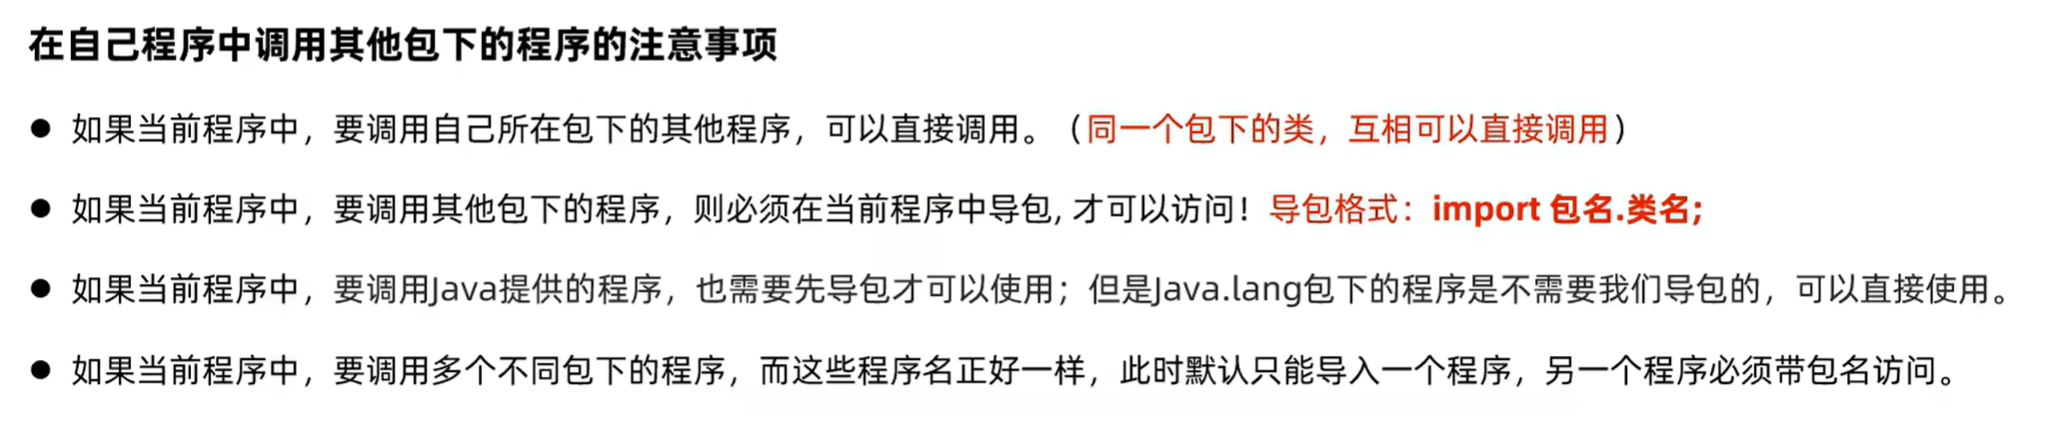 在自己程序中调用其他包下的程序的注意事项
● 如果当前程序中，要调用自己所在包下的其他程序，可以直接调用。（同一个包下的类，互相可以直接调用）
● 如果当前程序中，要调用其他包下的程序，则必须在当前程序中导包, 才可以访问！导包格式：import 包名.类名;
● 如果当前程序中，要调用Java提供的程序，也需要先导包才可以使用；但是Java.lang包下的程序是不需要我们导包的，可以直接使用。
● 如果当前程序中，要调用多个不同包下的程序，而这些程序名正好一样，此时默认只能导入一个程序，另一个程序必须带包名访问。